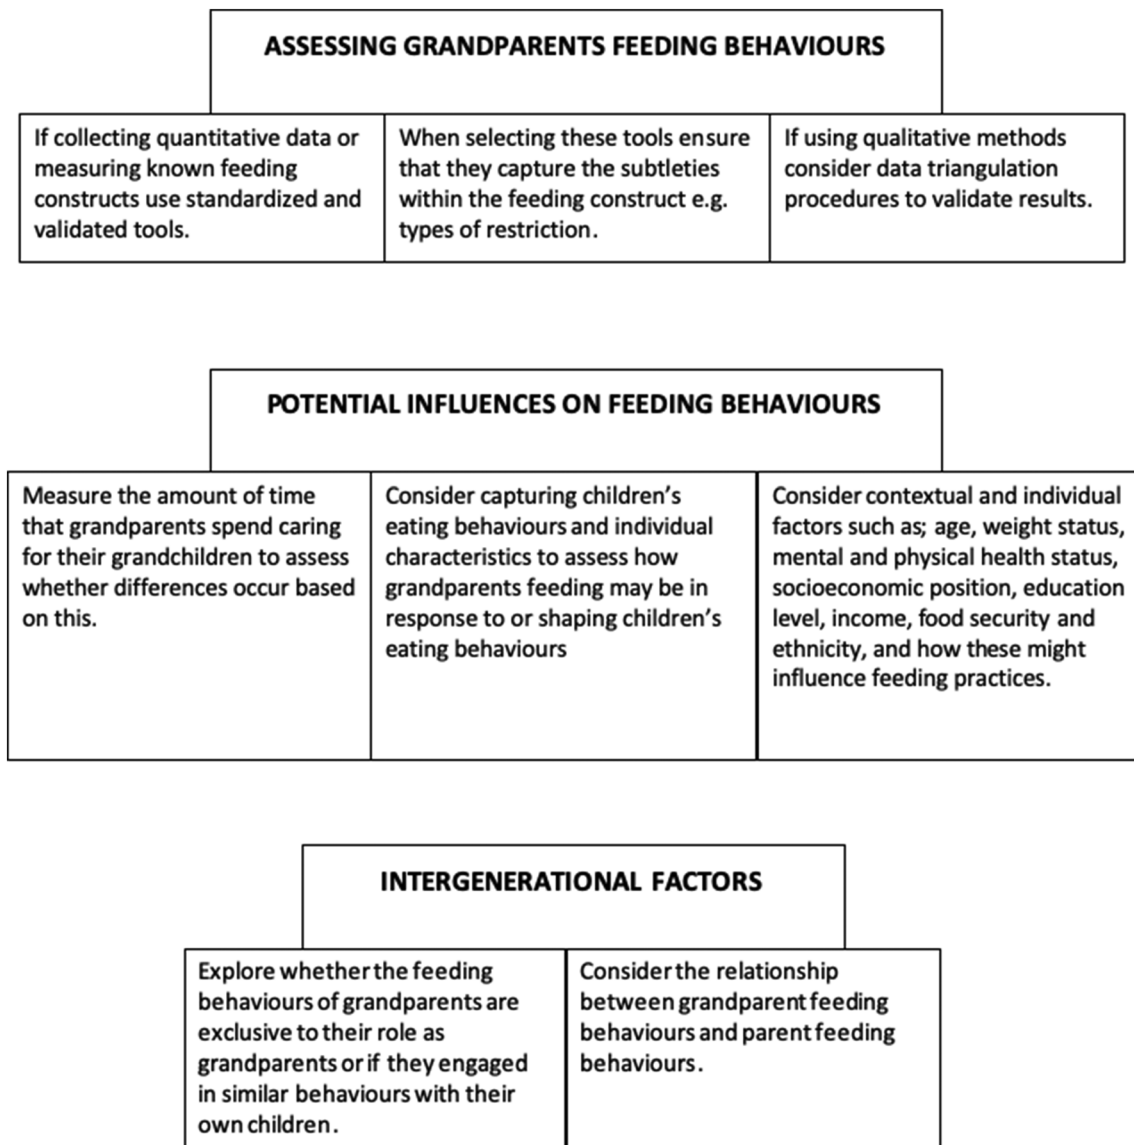 ASSESSING GRANDPARENTS FEEDING BEHAVIOURS
If collecting quantitative data or
measuring known feeding
constructs use standardized and
validated tools.
When selecting these tools ensure
that they capture the subtleties
within the feeding construct e.g.
types of restriction.
If using qualitative methods
consider data triangulation
procedures to validate results.
POTENTIAL INFLUENCES ON FEEDING BEHAVIOURS
Measure the amount of time
that grandparents spend caring
for their grandchildren to assess
whether differences occur based
on this.
Consider capturing children's
eating behaviours and individual
characteristics to assess how
grandparents feeding may be in
response to or shaping children's
eating behaviours
Consider contextual and individual
factors such as; age, weight status,
mental and physical health status,
socioeconomic position, education
level, income, food security and
ethnicity, and how these might
influence feeding practices.
INTERGENERATIONAL FACTORS
Explore whether the feeding
behaviours of grandparents are
exclusive to their role as
grandparents or if they engaged
in similar behaviours with their
own children.
Consider the relationship
between grandparent feeding
behaviours and parent feeding
behaviours.